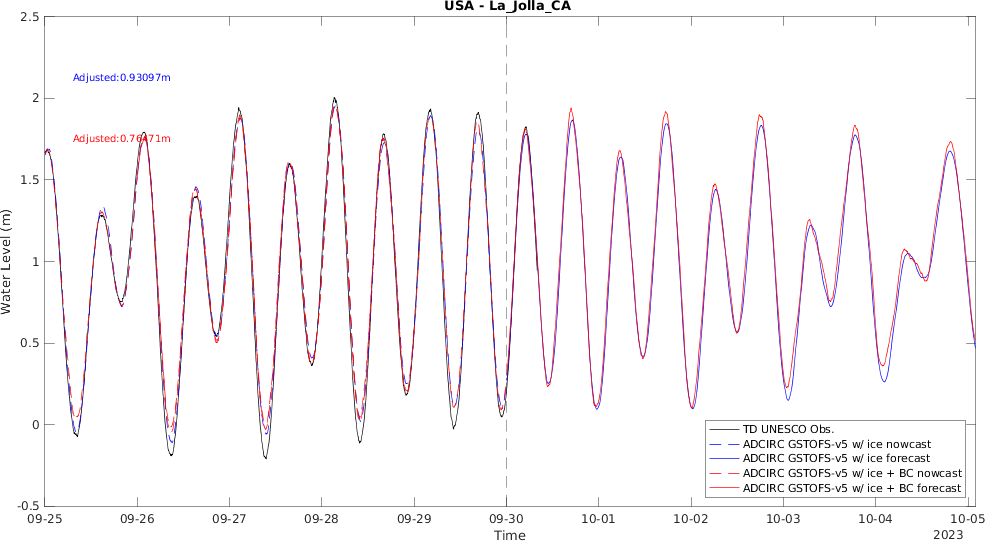 USA - La_Jolla_CA
2.5
2
1.5
1
0.5
0
-0.5
Water Level (m)
Adjusted:0.93097m
Adjusted:0.76471m
TD UNESCO Obs.
ADCIRC GSTOFS-v5 w/ ice nowcast
ADCIRC GSTOFS-v5 w/ ice forecast
ADCIRC GSTOFS-v5 w/ ice + BC nowcast
ADCIRC GSTOFS-v5 w/ ice + BC forecast
09-25 09-26 09-27 09-28 09-29 09-30 10-01 10-02 10-03 10-04 10-05
Time
2023